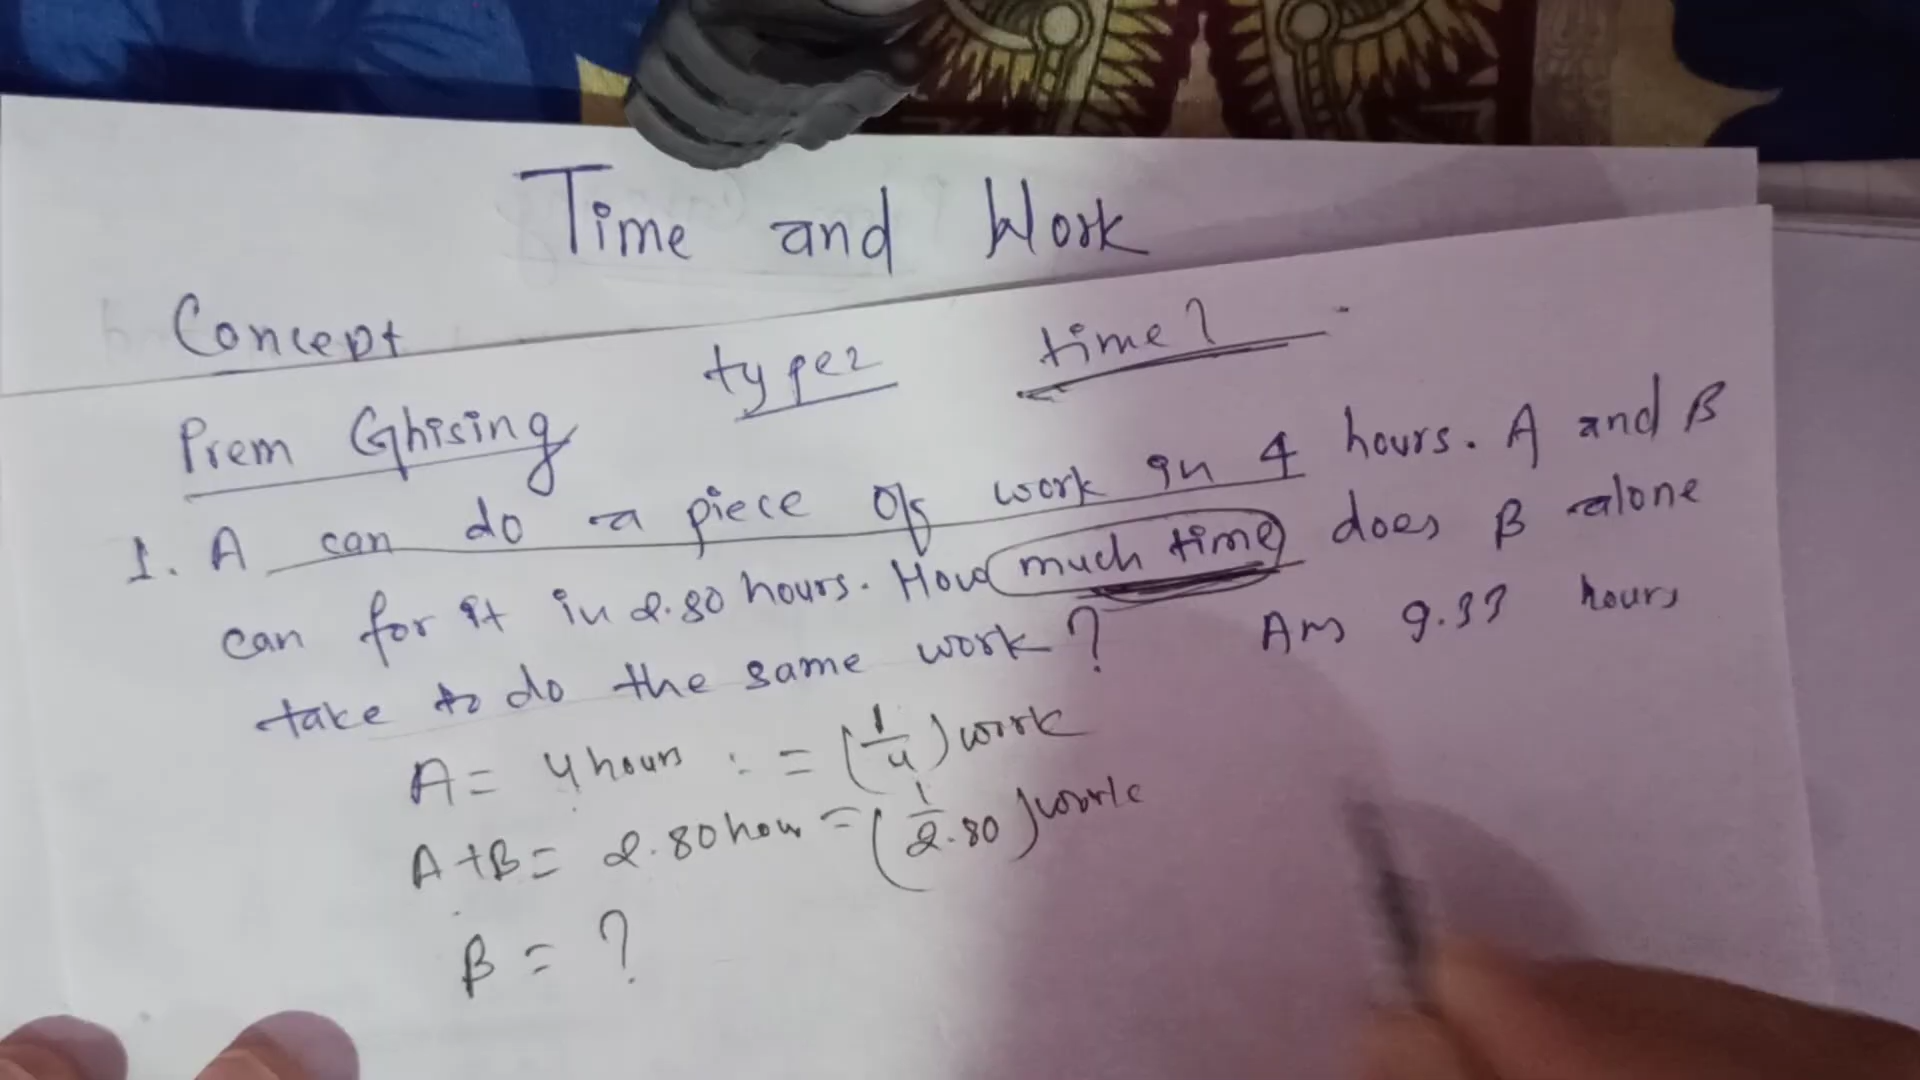 Time and Work
Concept
type2 time?
Prem Ghising
1. A can do a piece of work in 4 hours. A and B
can for it in 2.80 hours. How much time does B alone
take to do the same work? Ans 9.33 hours
A = 4 hours : = (1/4) work
A+B = 2.80 hour = (1/2.80) work
B = ?